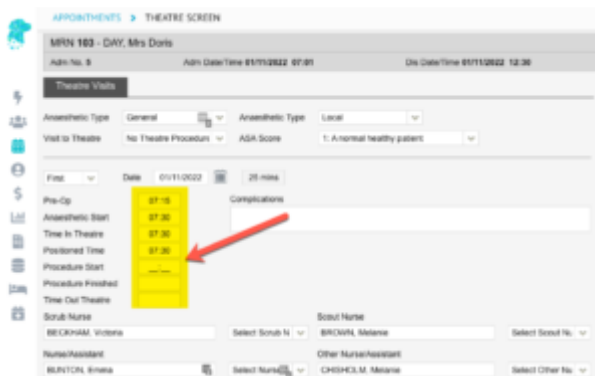 APPOINTMENTS > THEATRE SCREEN
MRN 103 - DAY, Mrs Doris
Adm No. 5 Adm Date/Time 01/11/2022 07:01 Dis Date/Time 01/11/2022 12:30
Theatre Visits
Anaesthetic Type General Anaesthetic Type Local
Visit to Theatre No Theatre Procedure ASA Score 1: A normal healthy patient
First Date 01/11/2022 25 mins
Pre-Op 07:15 Complications
Anaesthetic Start 07:30
Time In Theatre 07:30
Positioned Time 07:30
Procedure Start __:__
Procedure Finished
Time Out Theatre
Scrub Nurse Scout Nurse
BECKHAM, Victoria Select Scrub N BROWN, Melanie Select Scout Nu
Nurse/Assistant Other Nurse/Assistant
BUNTON, Emma Select Nurse CHISHOLM, Melanie Select Other Nu